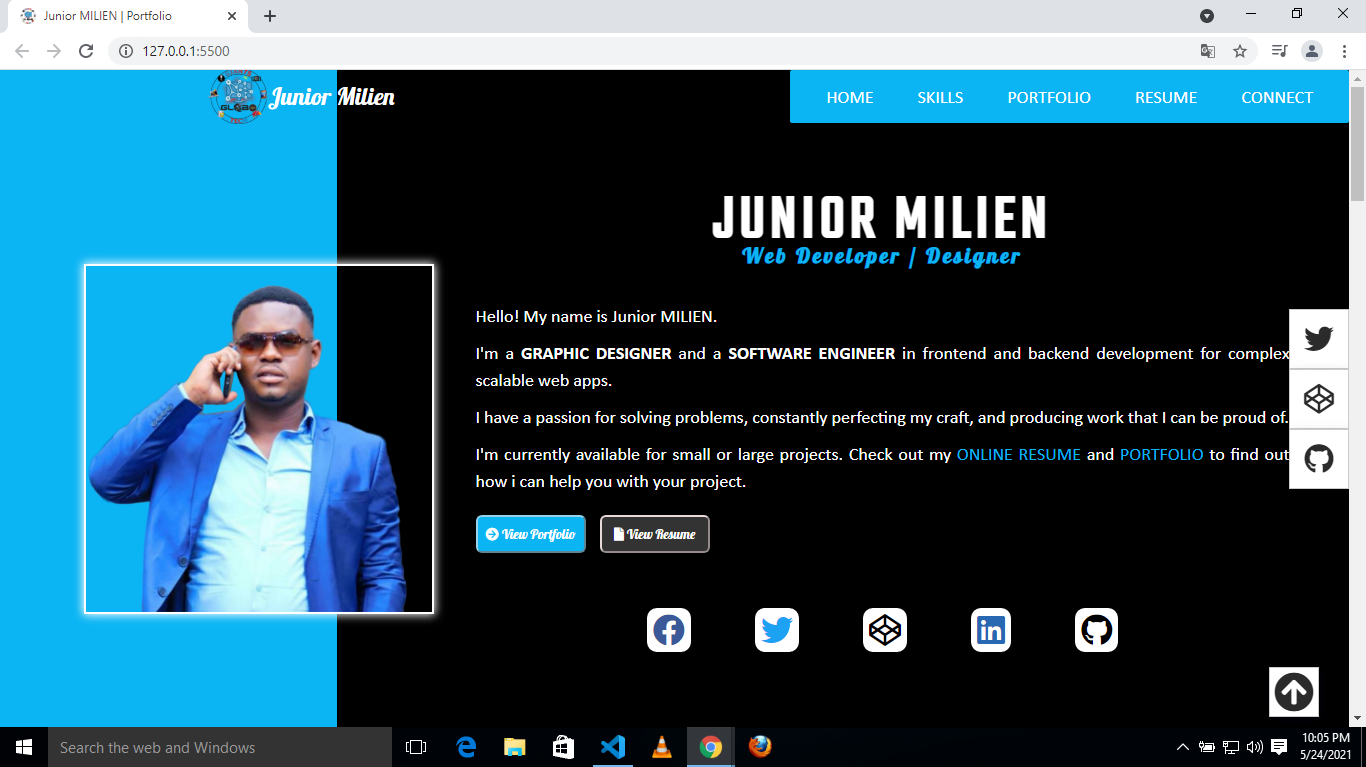 Junior MILIEN | Portfolio
127.0.0.1:5500
Junior Milien
HOME SKILLS PORTFOLIO RESUME CONNECT
JUNIOR MILIEN
Web Developer | Designer
Hello! My name is Junior MILIEN.
I'm a GRAPHIC DESIGNER and a SOFTWARE ENGINEER in frontend and backend development for complex
scalable web apps.
I have a passion for solving problems, constantly perfecting my craft, and producing work that I can be proud of.
I'm currently available for small or large projects. Check out my ONLINE RESUME and PORTFOLIO to find out
how i can help you with your project.
View Portfolio View Resume
Search the web and Windows
10:05 PM
5/24/2021